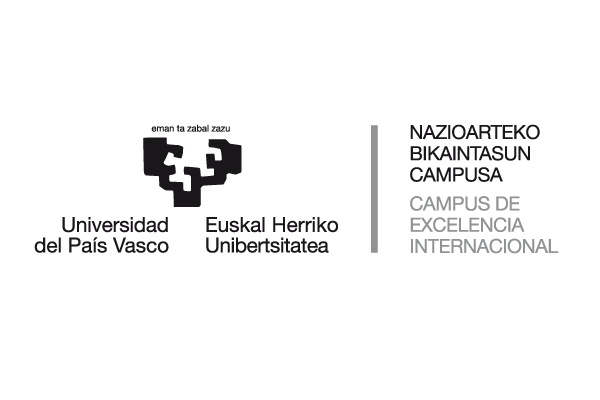 eman ta zabal zazu
Universidad
del País Vasco
Euskal Herriko
Unibertsitatea
NAZIOARTEKO
BIKAINTASUN
CAMPUSA
CAMPUS DE
EXCELENCIA
INTERNACIONAL